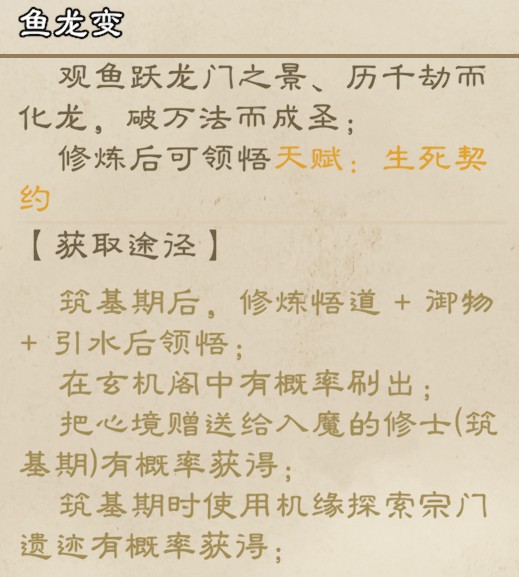 鱼龙变
观鱼跃龙门之景、历千劫而
化龙，破万法而成圣；
修炼后可领悟天赋：生死契
约
【获取途径】
筑基期后，修炼悟道 + 御物
+ 引水后领悟；
在玄机阁中有概率刷出；
把心境赠送给入魔的修士(筑
基期)有概率获得；
筑基期时使用机缘探索宗门
遗迹有概率获得；